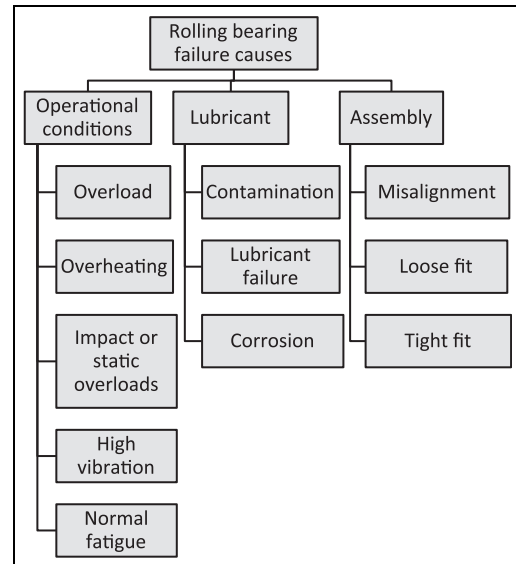 Rolling bearing
failure causes
Operational
conditions
Lubricant
Assembly
Overload
Contamination
Misalignment
Overheating
Lubricant
failure
Loose fit
Impact or
static
overloads
Corrosion
Tight fit
High
vibration
Normal
fatigue